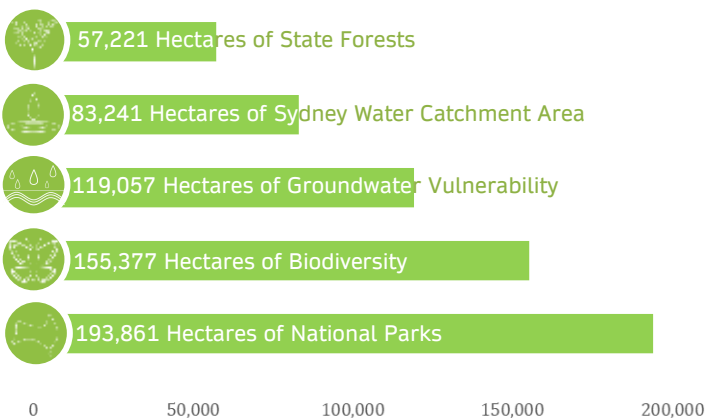 57,221 Hectares of State Forests
83,241 Hectares of Sydney Water Catchment Area
119,057 Hectares of Groundwater Vulnerability
155,377 Hectares of Biodiversity
193,861 Hectares of National Parks
0 50,000 100,000 150,000 200,000